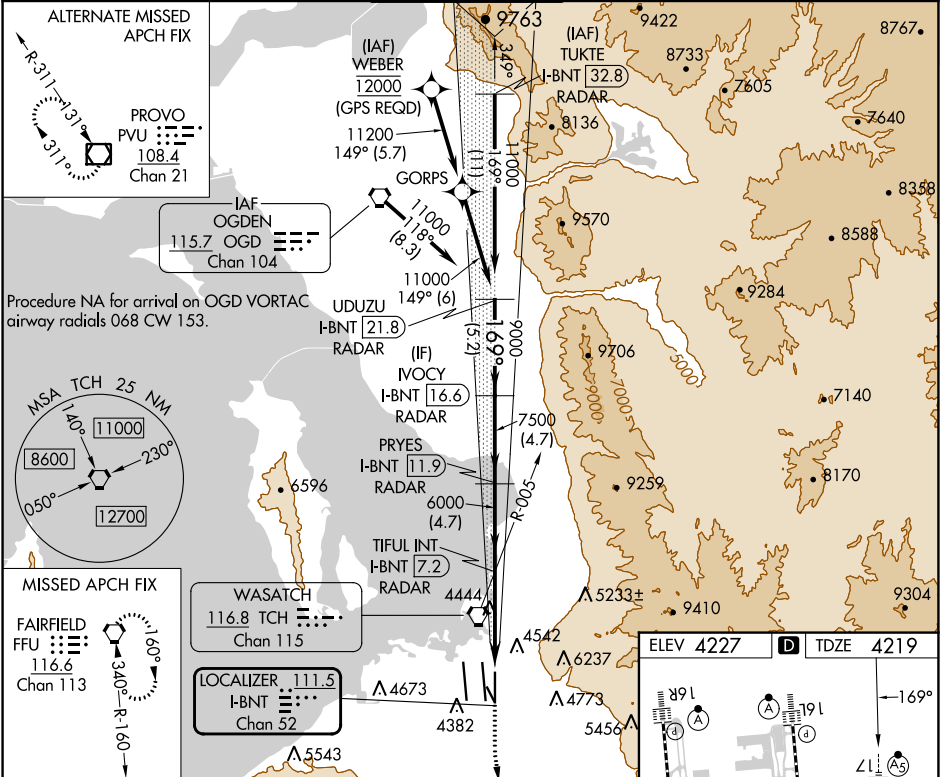 ALTERNATE MISSED
APCH FIX
R-311
131°
311°
PROVO
PVU
108.4
Chan 21
(IAF)
WEBER
12000
(GPS REQD)
11200
149° (5.7)
GORPS
9763
349°
(IAF)
TUKTE
I-BNT 32.8
RADAR
11000
169°
(11)
9422
8733
8767
7605
7640
8136
8358
9570
8588
9284
IAF
OGDEN
115.7 OGD
Chan 104
11000
118°
(8.3)
11000
149° (6)
Procedure NA for arrival on OGD VORTAC
airway radials 068 CW 153.
UDUZU
I-BNT 21.8
RADAR
9000
169°
(5.2)
(IF)
IVOCY
I-BNT 16.6
RADAR
9706
9000
7000
5000
7140
8170
9259
7500
(4.7)
PRYES
I-BNT 11.9
RADAR
6000
(4.7)
R-005
TIFUL INT
I-BNT 7.2
RADAR
MSA TCH 25 NM
140°
11000
8600
230°
050°
12700
6596
MISSED APCH FIX
FAIRFIELD
FFU
116.6
Chan 113
160°
340°
R-160
WASATCH
116.8 TCH
Chan 115
4444
LOCALIZER 111.5
I-BNT
Chan 52
4673
4382
5543
5233±
4542
6237
4773
5456
9410
9304
ELEV 4227
D
TDZE 4219
16R
A
P
A
16L
P
169°
17
A5